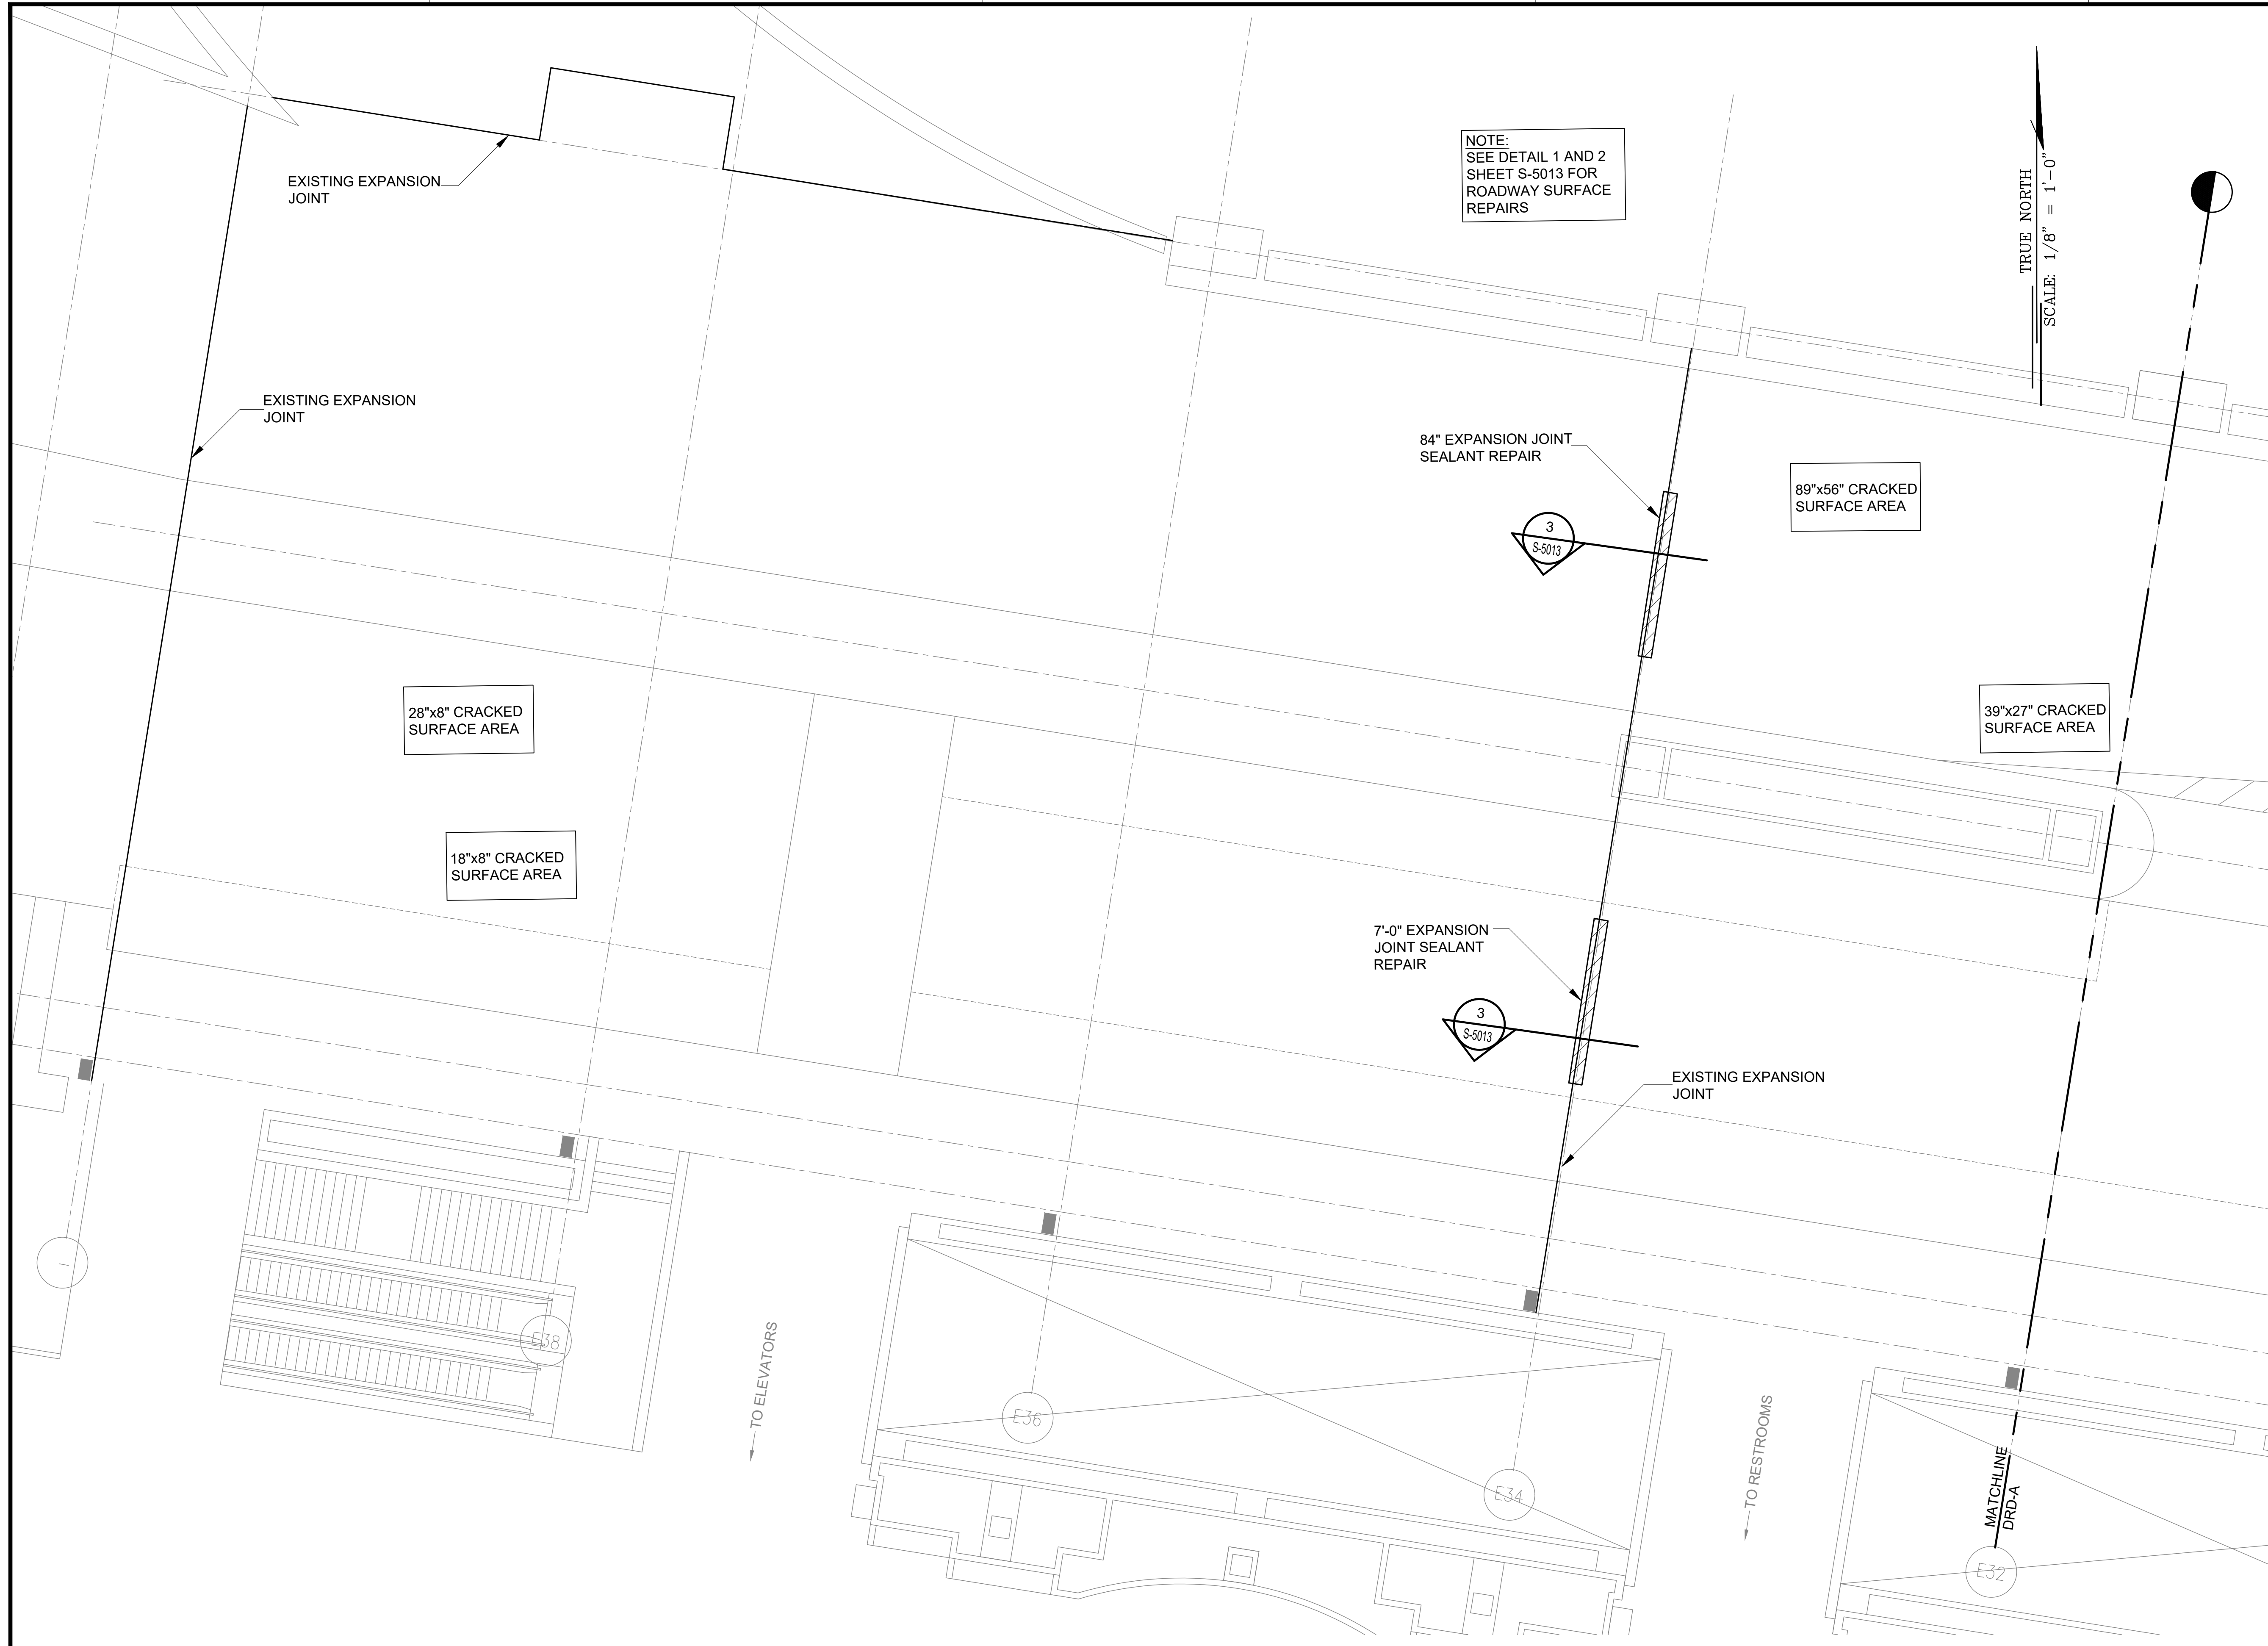 NOTE:
SEE DETAIL 1 AND 2
SHEET S-5013 FOR
ROADWAY SURFACE
REPAIRS
TRUE NORTH
SCALE: 1/8" = 1'-0"
EXISTING EXPANSION
JOINT
EXISTING EXPANSION
JOINT
84" EXPANSION JOINT
SEALANT REPAIR
89"x56" CRACKED
SURFACE AREA
3
S-5013
28"x8" CRACKED
SURFACE AREA
39"x27" CRACKED
SURFACE AREA
18"x8" CRACKED
SURFACE AREA
7'-0" EXPANSION
JOINT SEALANT
REPAIR
3
S-5013
EXISTING EXPANSION
JOINT
E38
TO ELEVATORS
E36
E34
TO RESTROOMS
MATCHLINE
DRD-A
E32